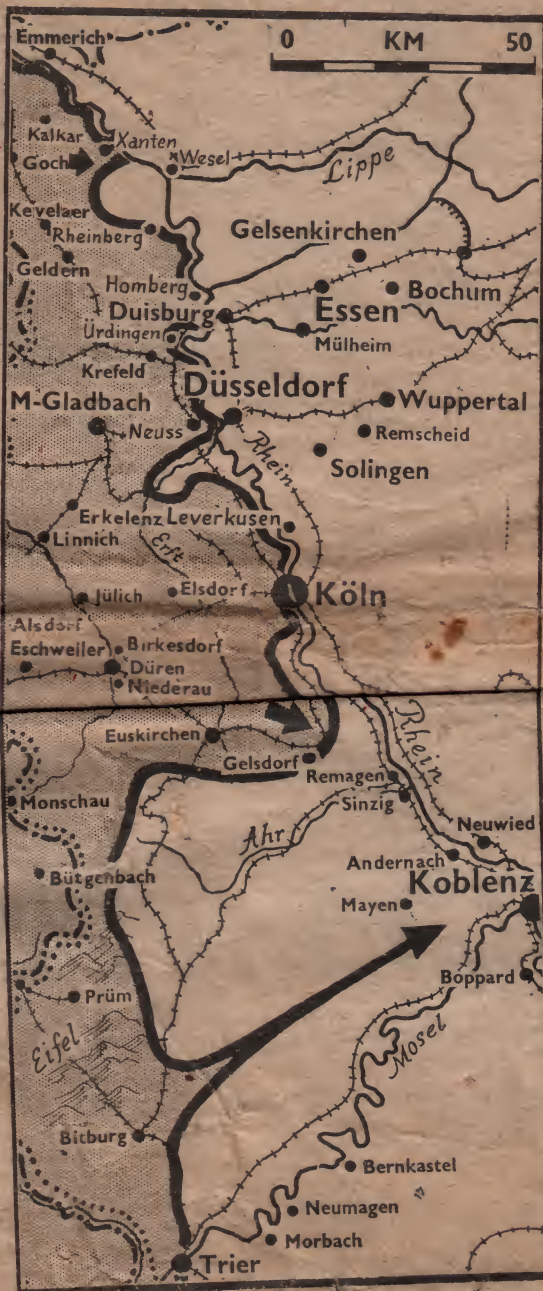 0 KM 50
Emmerich
Kalkar
Xanten
Goch
Wesel
Lippe
Kevelaer
Rheinberg
Gelsenkirchen
Geldern
Homberg
Duisburg
Essen
Bochum
Ürdingen
Mülheim
Krefeld
Düsseldorf
M-Gladbach
Wuppertal
Neuss
Rhein
Remscheid
Solingen
Erkelenz
Leverkusen
Linnich
Erft
Jülich
Elsdorf
Köln
Alsdorf
Eschweiler
Birkesdorf
Düren
Niederau
Rhein
Euskirchen
Gelsdorf
Remagen
Monschau
Sinzig
Ahr
Neuwied
Andernach
Bütgenbach
Koblenz
Mayen
Boppard
Prüm
Eifel
Mosel
Bitburg
Bernkastel
Neumagen
Morbach
Trier